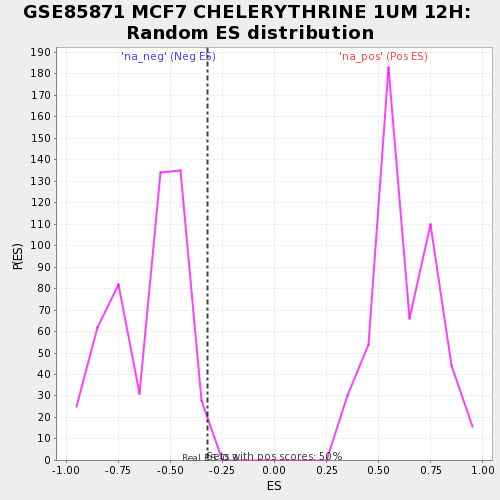 GSE85871 MCF7 CHELERYTHRINE 1UM 12H:
Random ES distribution
'na_neg' (Neg ES) 'na_pos' (Pos ES)
190
180
170
160
150
140
130
120
110
100
90
80
70
60
50
40
30
20
10
0
P(ES)
Real ES Sets with pos scores: 50%
-1.00 -0.75 -0.50 -0.25 0.00 0.25 0.50 0.75 1.00
ES